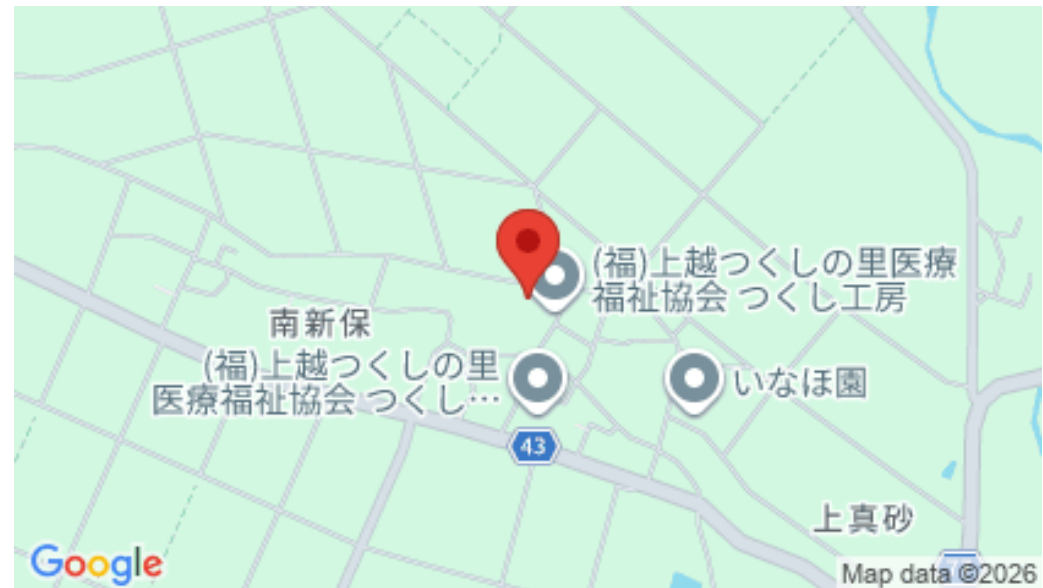 (福)上越つくしの里医療
福祉協会 つくし工房
南新保
(福)上越つくしの里
医療福祉協会 つくし…
いなほ園
43
上真砂
Google
Map data ©2026